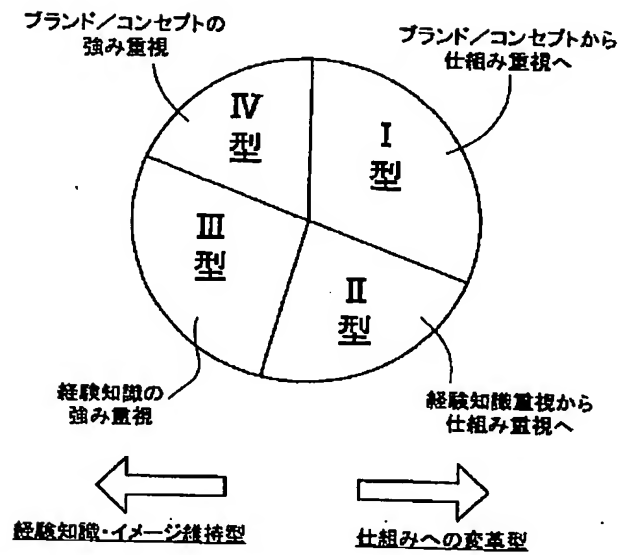 ブランド／コンセプトの
強み重視
ブランド／コンセプトから
仕組み重視へ
Ⅳ
型
Ⅰ
型
Ⅲ
型
Ⅱ
型
経験知識の
強み重視
経験知識重視から
仕組み重視へ
経験知識・イメージ維持型
仕組みへの変革型